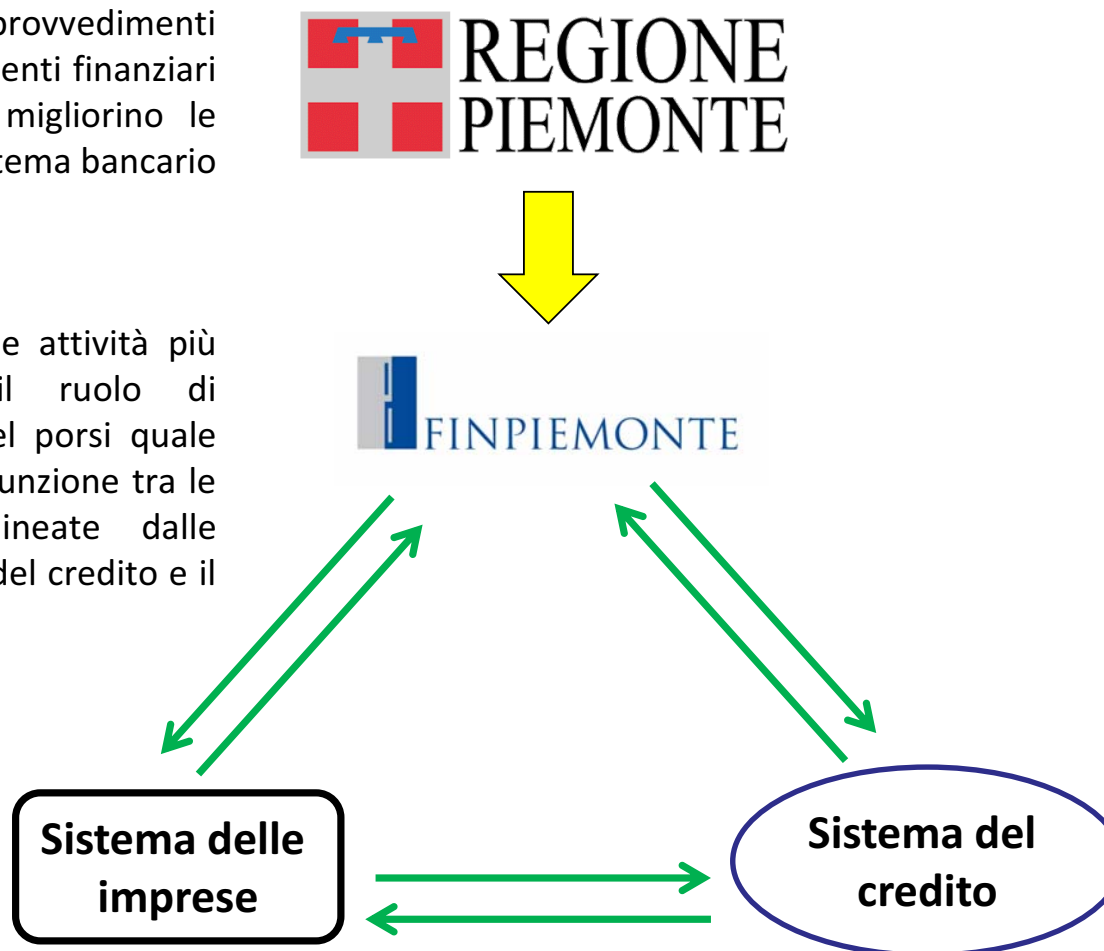 provvedimenti
enti finanziari
migliorino le
tema bancario
REGIONE
PIEMONTE
e attività più
il ruolo di
el porsi quale
unzione tra le
ineate dalle
del credito e il
FINPIEMONTE
Sistema delle
imprese
Sistema del
credito